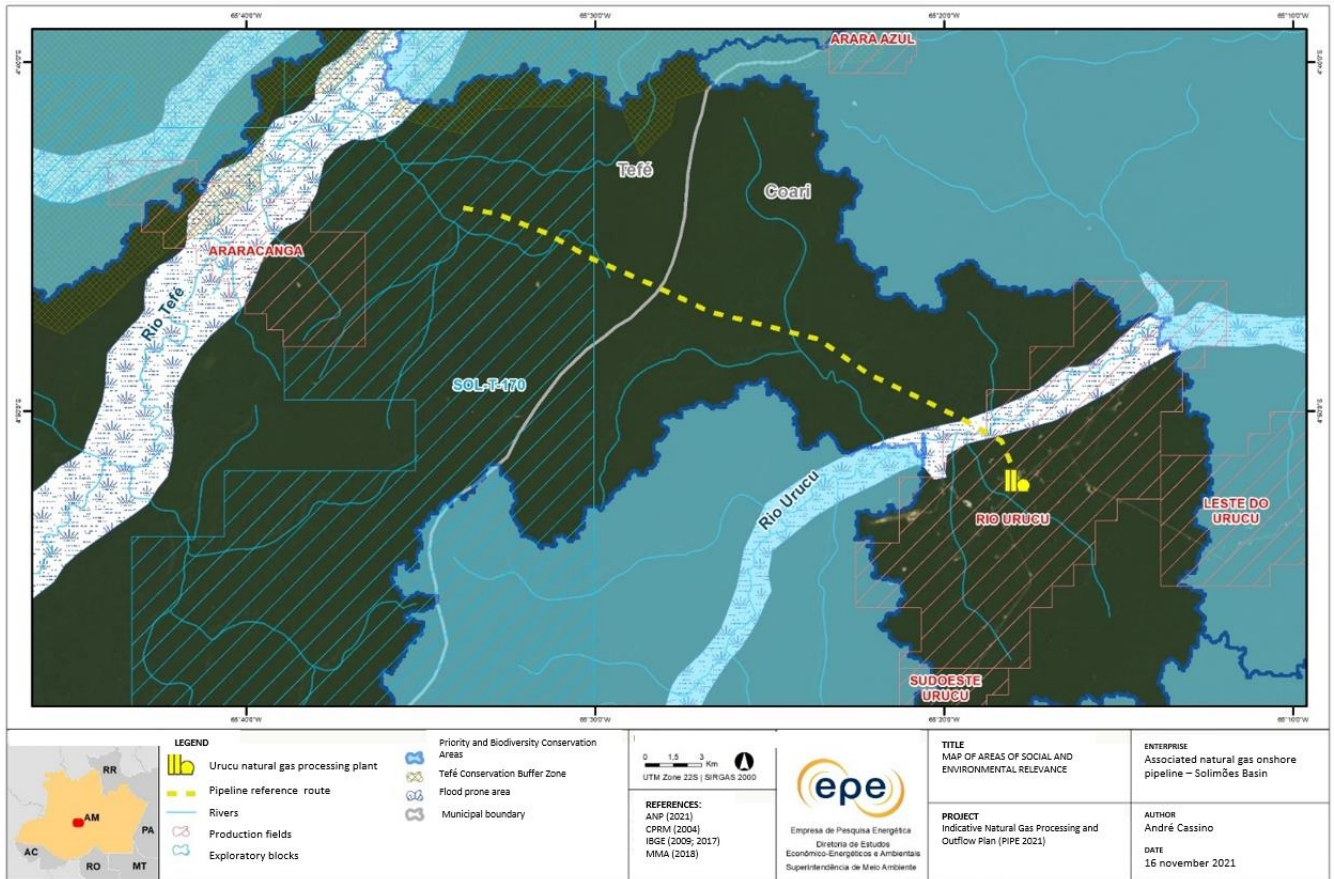 65°40'0"W 65°30'0"W 65°20'0"W 65°10'0"W
ARARA AZUL
Tefé
Coari
ARARACANGA
Rio Tefé
SOL-T-170
Rio Urucu
RIO URUCU
LESTE DO
URUCU
SUDOESTE
URUCU
65°40'0"W 65°30'0"W 65°20'0"W 65°10'0"W
RR
AM
PA
AC
RO
MT
LEGEND
Urucu natural gas processing plant
Pipeline reference route
Rivers
Production fields
Exploratory blocks
Priority and Biodiversity Conservation
Areas
Tefé Conservation Buffer Zone
Flood prone area
Municipal boundary
0 1,5 3
Km
UTM Zone 22S | SIRGAS 2000
REFERENCES:
ANP (2021)
CPRM (2004)
IBGE (2009; 2017)
MMA (2018)
epe
Empresa de Pesquisa Energética
Diretoria de Estudos
Econômico-Energéticos e Ambientais
Superintendência de Meio Ambiente
TITLE
MAP OF AREAS OF SOCIAL AND
ENVIRONMENTAL RELEVANCE
PROJECT
Indicative Natural Gas Processing and
Outflow Plan (PIPE 2021)
ENTERPRISE
Associated natural gas onshore
pipeline – Solimões Basin
AUTHOR
André Cassino
DATE
16 november 2021